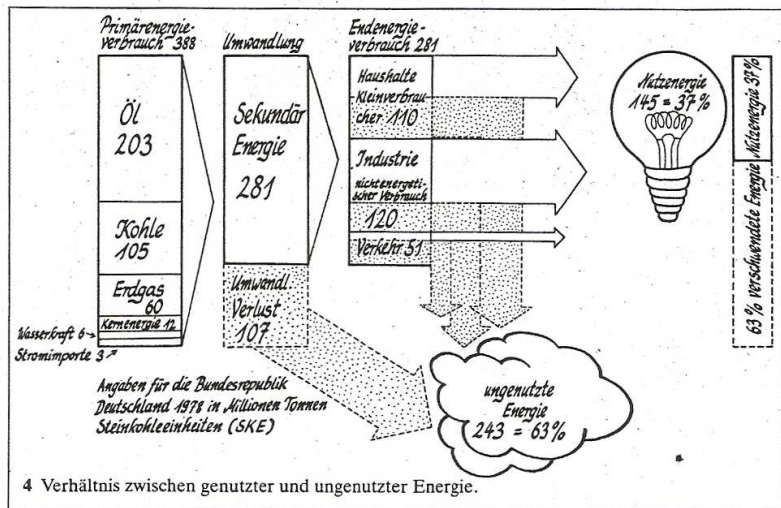 Primärenergie-
verbrauch 388
Öl
203
Kohle
105
Erdgas
60
Kernenergie 12
Wasserkraft 6
Stromimporte 3
Umwandlung
Sekundär
Energie
281
Umwandl.
Verlust
107
Endenergie-
verbrauch 281
Haushalte
Kleinverbrau-
cher 110
Industrie
nichtenergeti-
scher Verbrauch
120
Verkehr 51
Nutzenergie
145 = 37%
63% verschwendete Energie Nutzenergie 37%
ungenutzte
Energie
243 = 63%
Angaben für die Bundesrepublik
Deutschland 1978 in Millionen Tonnen
Steinkohleeinheiten (SKE)
4 Verhältnis zwischen genutzter und ungenutzter Energie.